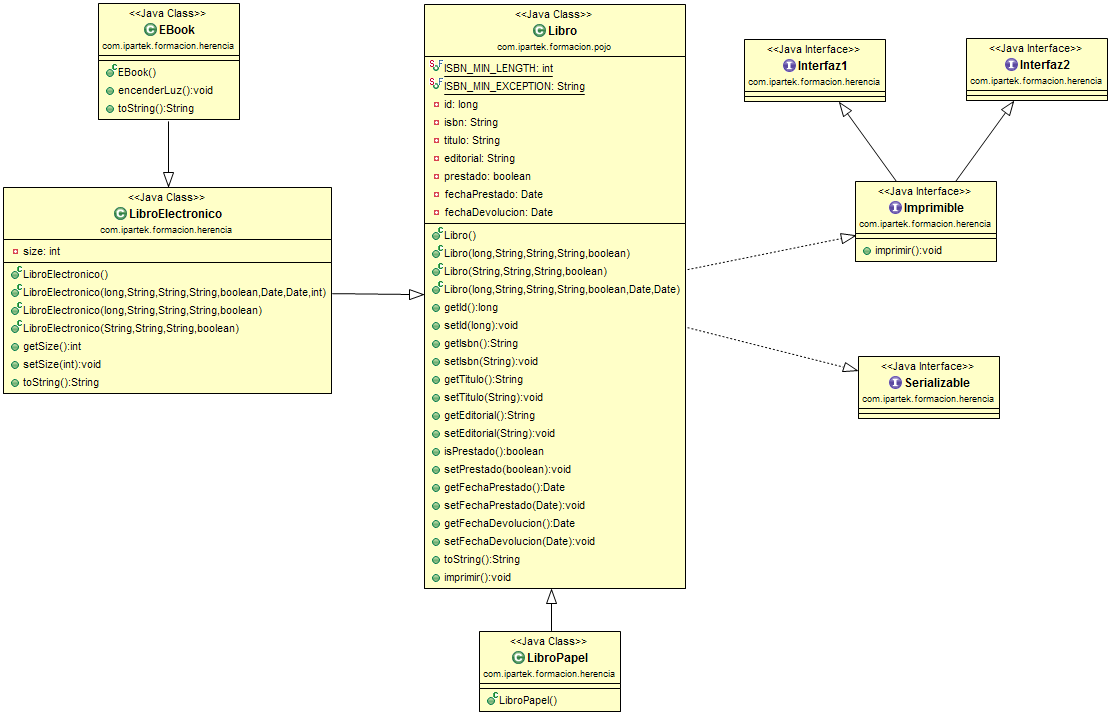 <<Java Class>>
EBook
com.ipartek.formacion.herencia
EBook()
encenderLuz():void
toString():String
<<Java Class>>
LibroElectronico
com.ipartek.formacion.herencia
size: int
LibroElectronico()
LibroElectronico(long,String,String,String,boolean,Date,Date,int)
LibroElectronico(long,String,String,String,boolean)
LibroElectronico(String,String,String,boolean)
getSize():int
setSize(int):void
toString():String
<<Java Class>>
Libro
com.ipartek.formacion.pojo
ISBN_MIN_LENGTH: int
ISBN_MIN_EXCEPTION: String
id: long
isbn: String
titulo: String
editorial: String
prestado: boolean
fechaPrestado: Date
fechaDevolucion: Date
Libro()
Libro(long,String,String,String,boolean)
Libro(String,String,String,boolean)
Libro(long,String,String,String,boolean,Date,Date)
getId():long
setId(long):void
getIsbn():String
setIsbn(String):void
getTitulo():String
setTitulo(String):void
getEditorial():String
setEditorial(String):void
isPrestado():boolean
setPrestado(boolean):void
getFechaPrestado():Date
setFechaPrestado(Date):void
getFechaDevolucion():Date
setFechaDevolucion(Date):void
toString():String
imprimir():void
<<Java Class>>
LibroPapel
com.ipartek.formacion.herencia
LibroPapel()
<<Java Interface>>
Interfaz1
com.ipartek.formacion.herencia
<<Java Interface>>
Interfaz2
com.ipartek.formacion.herencia
<<Java Interface>>
Imprimible
com.ipartek.formacion.herencia
imprimir():void
<<Java Interface>>
Serializable
com.ipartek.formacion.herencia